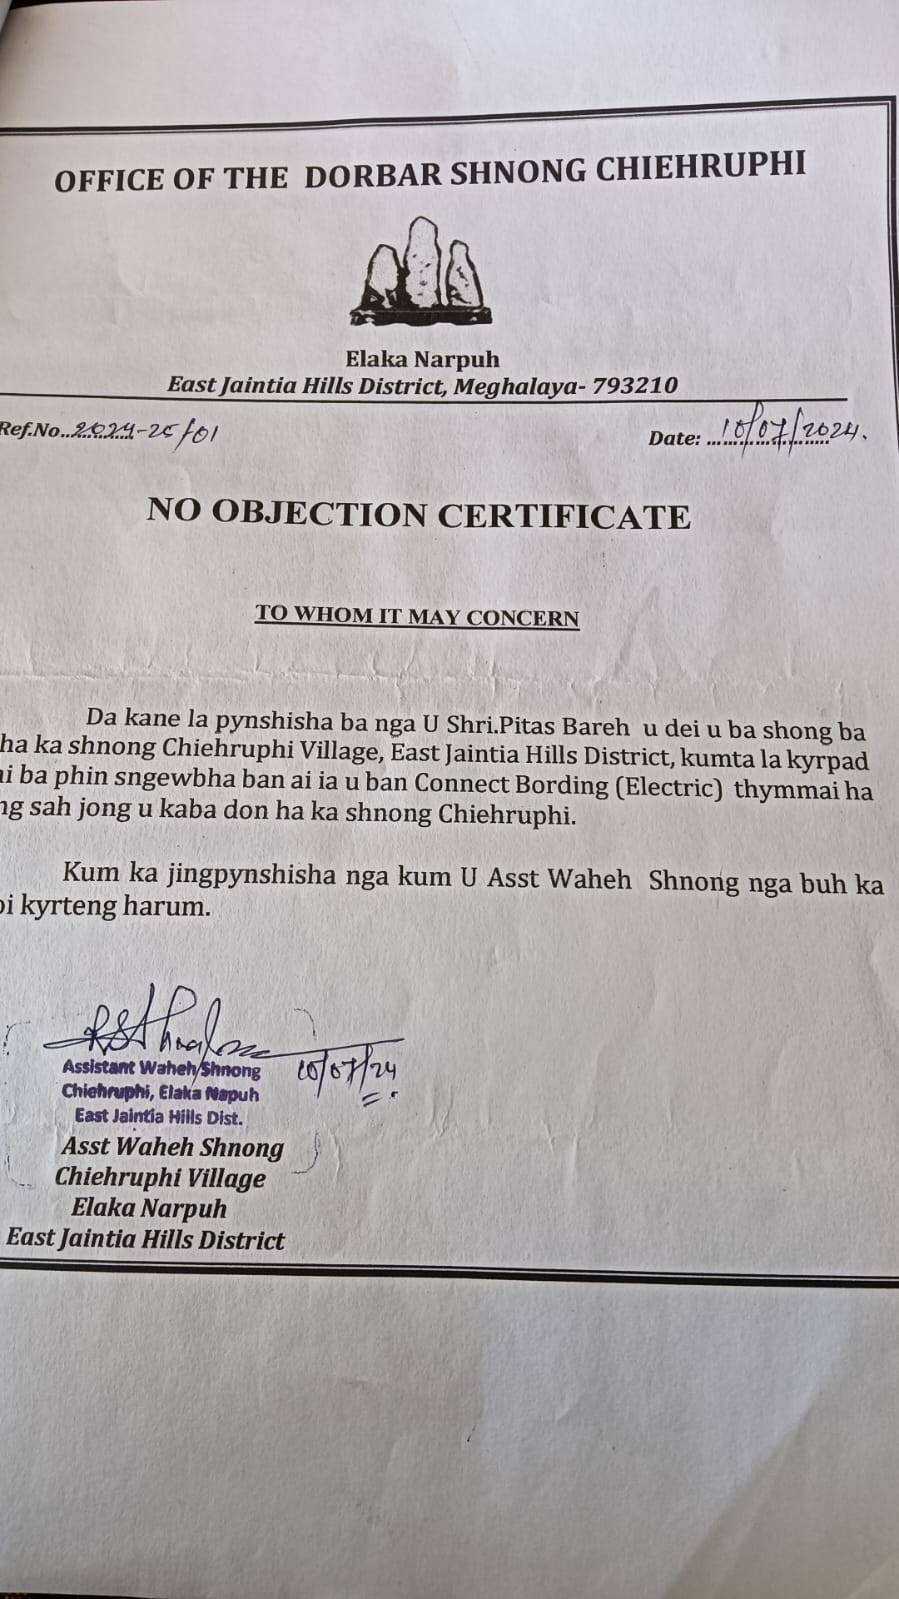 OFFICE OF THE DORBAR SHNONG CHIEHRUPHI
Elaka Narpuh
East Jaintia Hills District, Meghalaya- 793210
Ref.No..2024-25/01
Date: ...10/07/2024.
NO OBJECTION CERTIFICATE
TO WHOM IT MAY CONCERN
Da kane la pynshisha ba nga U Shri.Pitas Bareh u dei u ba shong ba
ha ka shnong Chiehruphi Village, East Jaintia Hills District, kumta la kyrpad
ba phin sngewbha ban ai ia u ban Connect Bording (Electric) thymmai ha
sah jong u kaba don ha ka shnong Chiehruphi.
Kum ka jingpynshisha nga kum U Asst Waheh Shnong nga buh ka
kyrteng harum.
10/07/24
Assistant Waheh Shnong
Chiehruphi, Elaka Napuh
East Jaintia Hills Dist.
Asst Waheh Shnong
Chiehruphi Village
Elaka Narpuh
East Jaintia Hills District